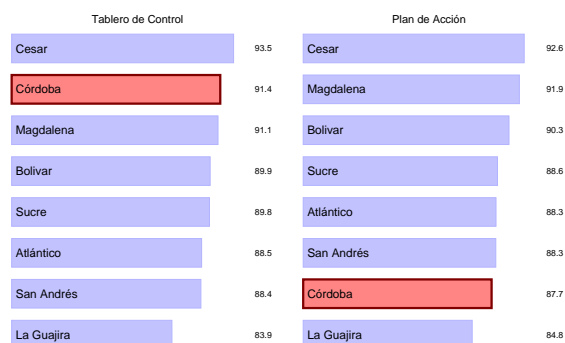 Tablero de Control
Cesar 93.5
Córdoba 91.4
Magdalena 91.1
Bolivar 89.9
Sucre 89.8
Atlántico 88.5
San Andrés 88.4
La Guajira 83.9
Plan de Acción
Cesar 92.6
Magdalena 91.9
Bolivar 90.3
Sucre 88.6
Atlántico 88.3
San Andrés 88.3
Córdoba 87.7
La Guajira 84.8